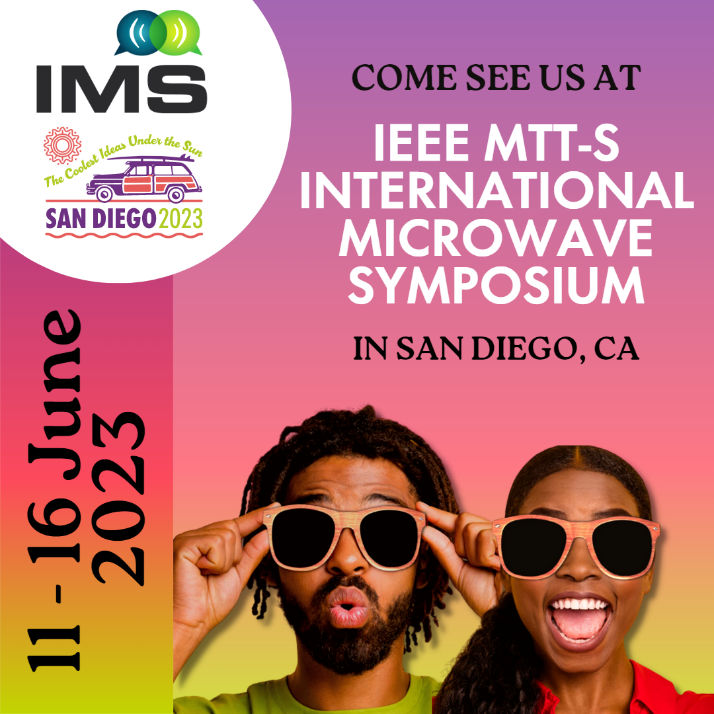 IMS
The Coolest Ideas Under the Sun
SAN DIEGO 2023
COME SEE US AT
IEEE MTT-S
INTERNATIONAL
MICROWAVE
SYMPOSIUM
IN SAN DIEGO, CA
11 - 16 June
2023